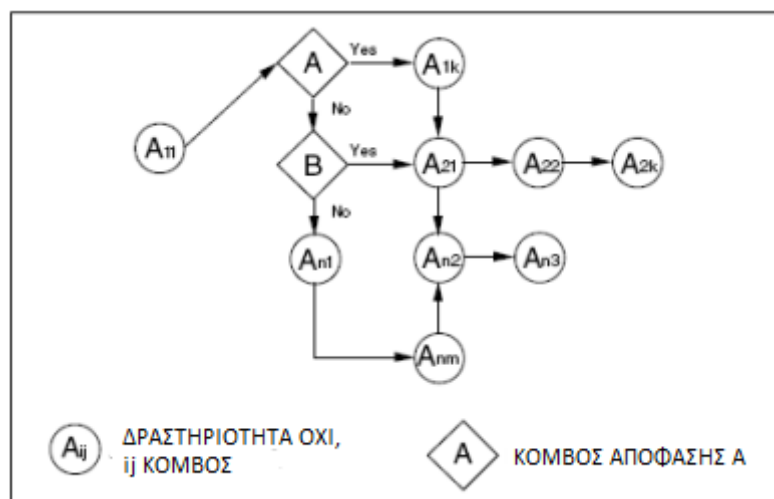 A Yes A1k
No
A11 B Yes A21 A22 A2k
No
An1 An2 An3
Anm
Aij ΔΡΑΣΤΗΡΙΟΤΗΤΑ ΟΧΙ,
ij ΚΟΜΒΟΣ
A ΚΟΜΒΟΣ ΑΠΟΦΑΣΗΣ Α